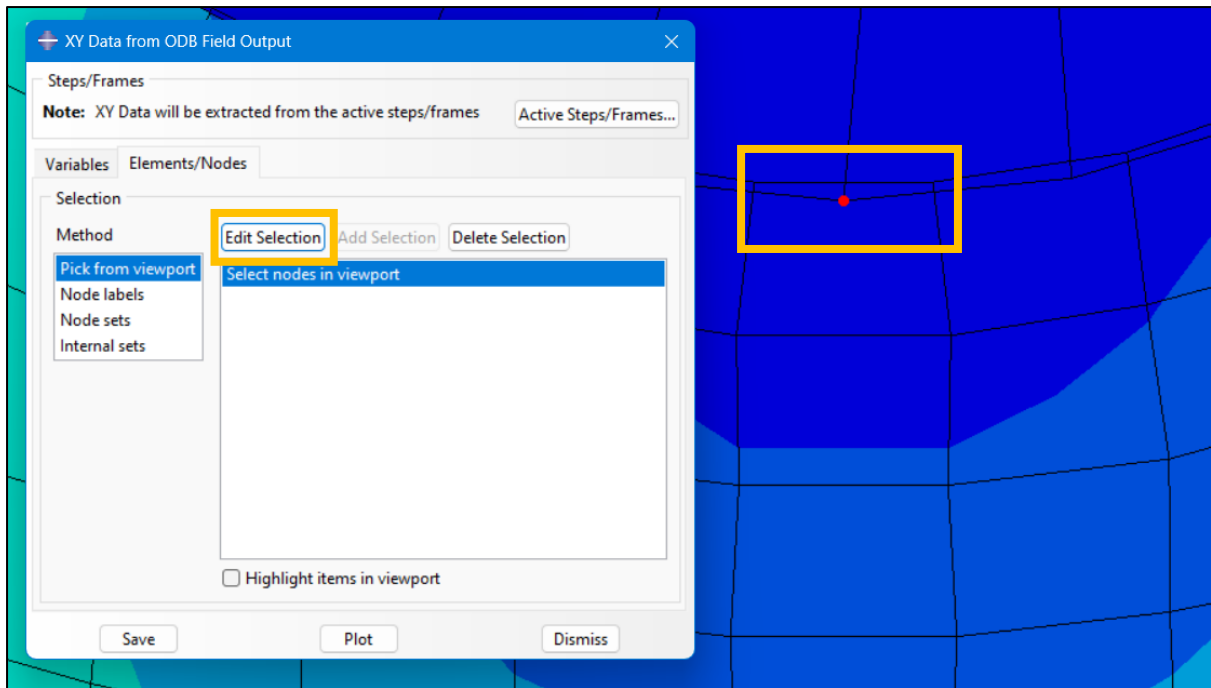 XY Data from ODB Field Output
Steps/Frames
Note: XY Data will be extracted from the active steps/frames
Active Steps/Frames...
Variables
Elements/Nodes
Selection
Method
Edit Selection
Add Selection
Delete Selection
Pick from viewport
Node labels
Node sets
Internal sets
Select nodes in viewport
Highlight items in viewport
Save
Plot
Dismiss